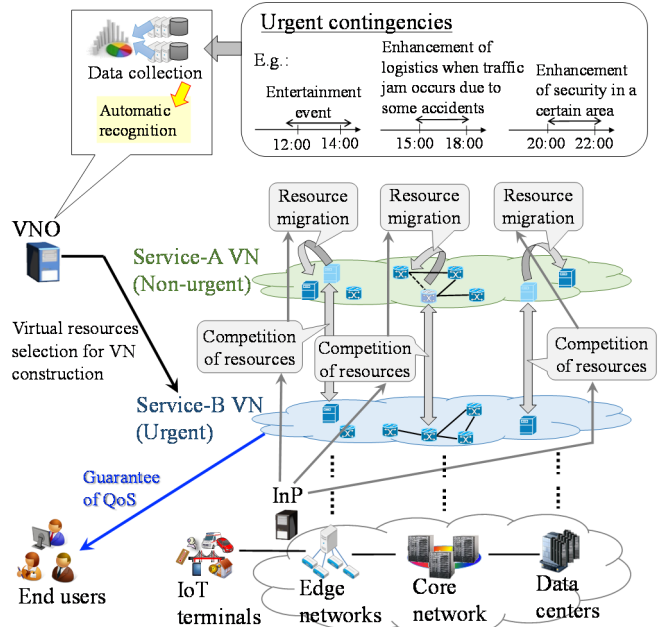 Urgent contingencies
E.g.:
Entertainment
event
12:00
14:00
Enhancement of
logistics when traffic
jam occurs due to
some accidents
15:00
18:00
Enhancement
of security in a
certain area
20:00
22:00
Data collection
Automatic
recognition
VNO
Resource
migration
Resource
migration
Resource
migration
Service-A VN
(Non-urgent)
Virtual resources
selection for VN
construction
Competition
of resources
Competition
of resources
Competition
of resources
Service-B VN
(Urgent)
Guarantee
of QoS
InP
End users
IoT
terminals
Edge
networks
Core
network
Data
centers